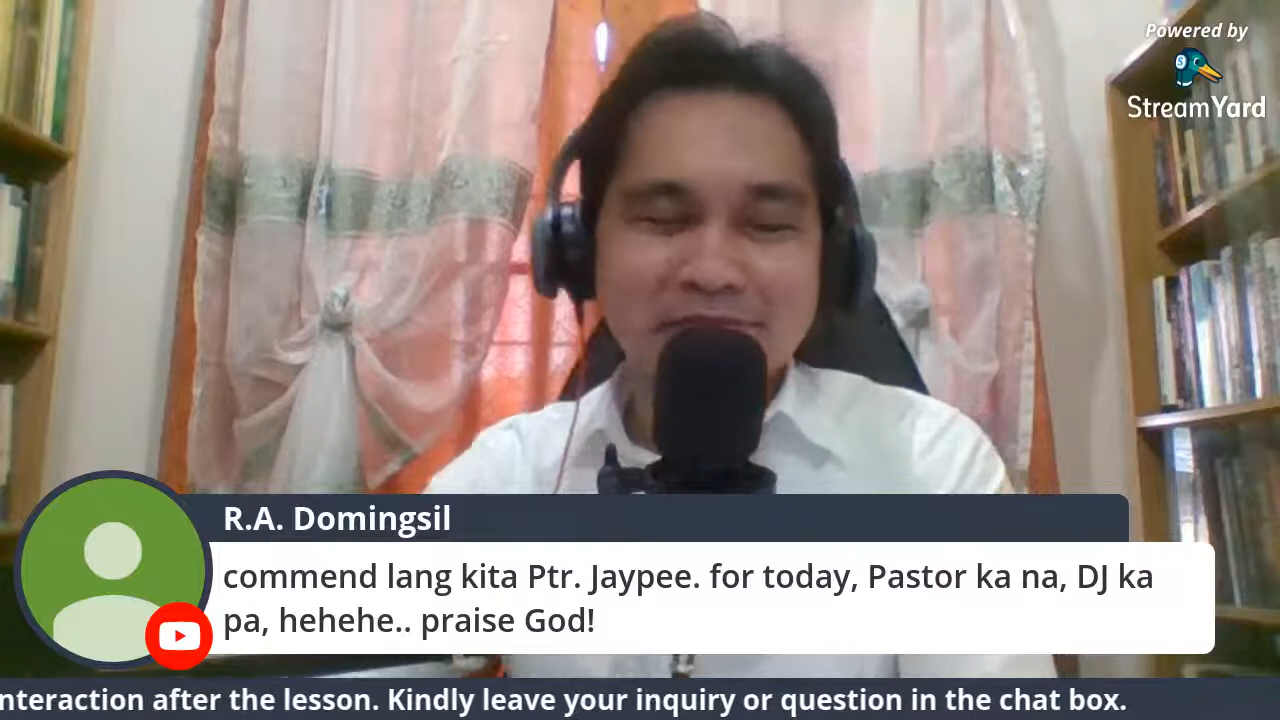 Powered by
StreamYard
R.A. Domingsil
commend lang kita Ptr. Jaypee. for today, Pastor ka na, DJ ka
pa, hehehe.. praise God!
nteraction after the lesson. Kindly leave your inquiry or question in the chat box.